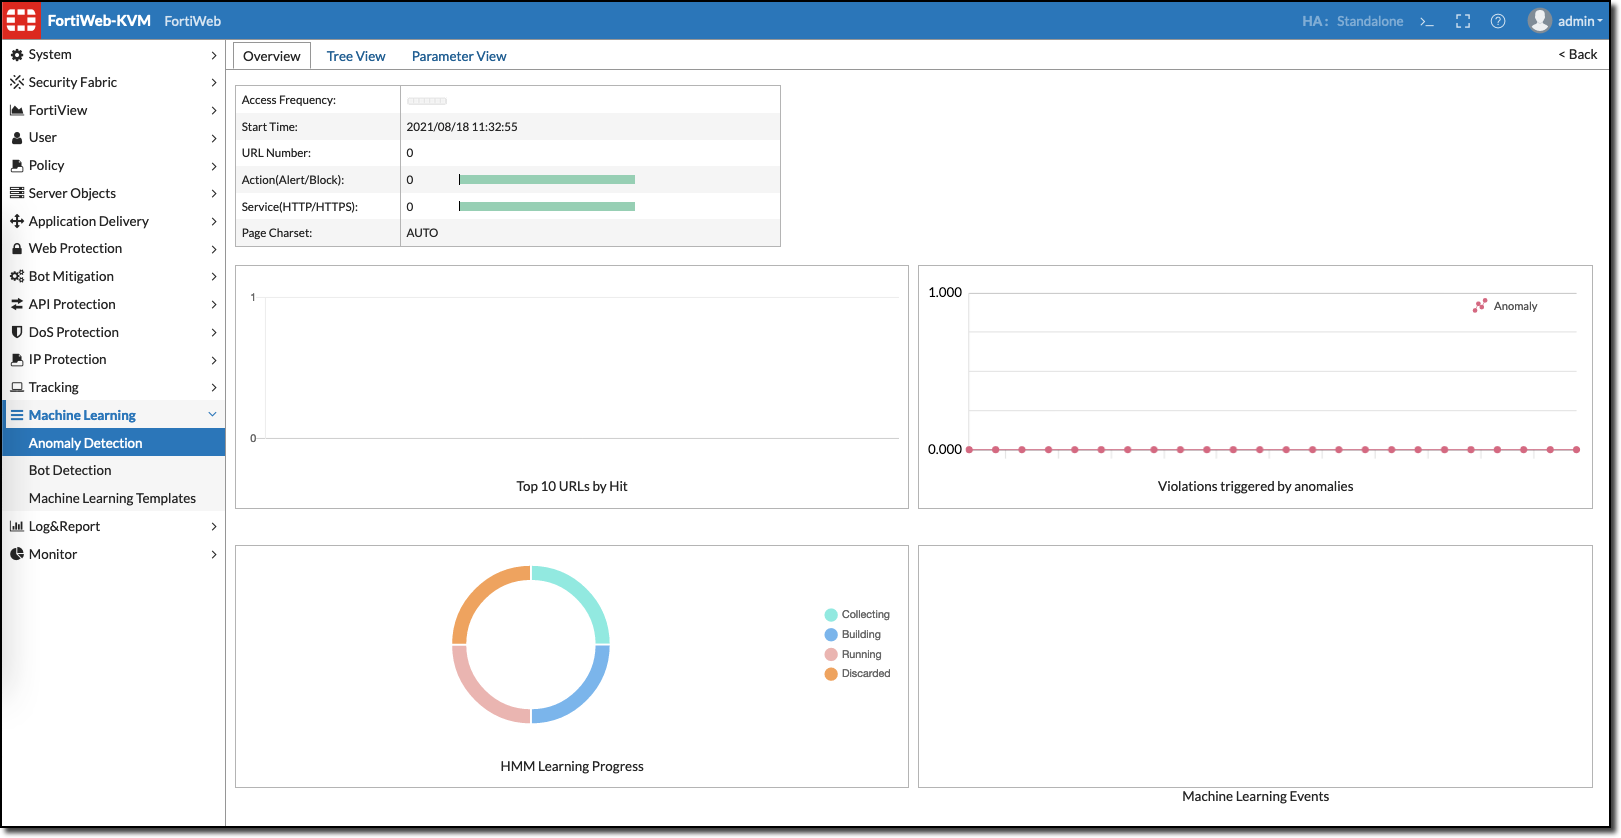 FortiWeb-KVM FortiWeb HA: Standalone >_ ? admin
System
Security Fabric
FortiView
User
Policy
Server Objects
Application Delivery
Web Protection
Bot Mitigation
API Protection
DoS Protection
IP Protection
Tracking
Machine Learning
Anomaly Detection
Bot Detection
Machine Learning Templates
Log&Report
Monitor
Overview Tree View Parameter View < Back
Access Frequency:
Start Time: 2021/08/18 11:32:55
URL Number: 0
Action(Alert/Block): 0
Service(HTTP/HTTPS): 0
Page Charset: AUTO
1
0
Top 10 URLs by Hit
1.000
Anomaly
0.000
Violations triggered by anomalies
Collecting
Building
Running
Discarded
HMM Learning Progress
Machine Learning Events